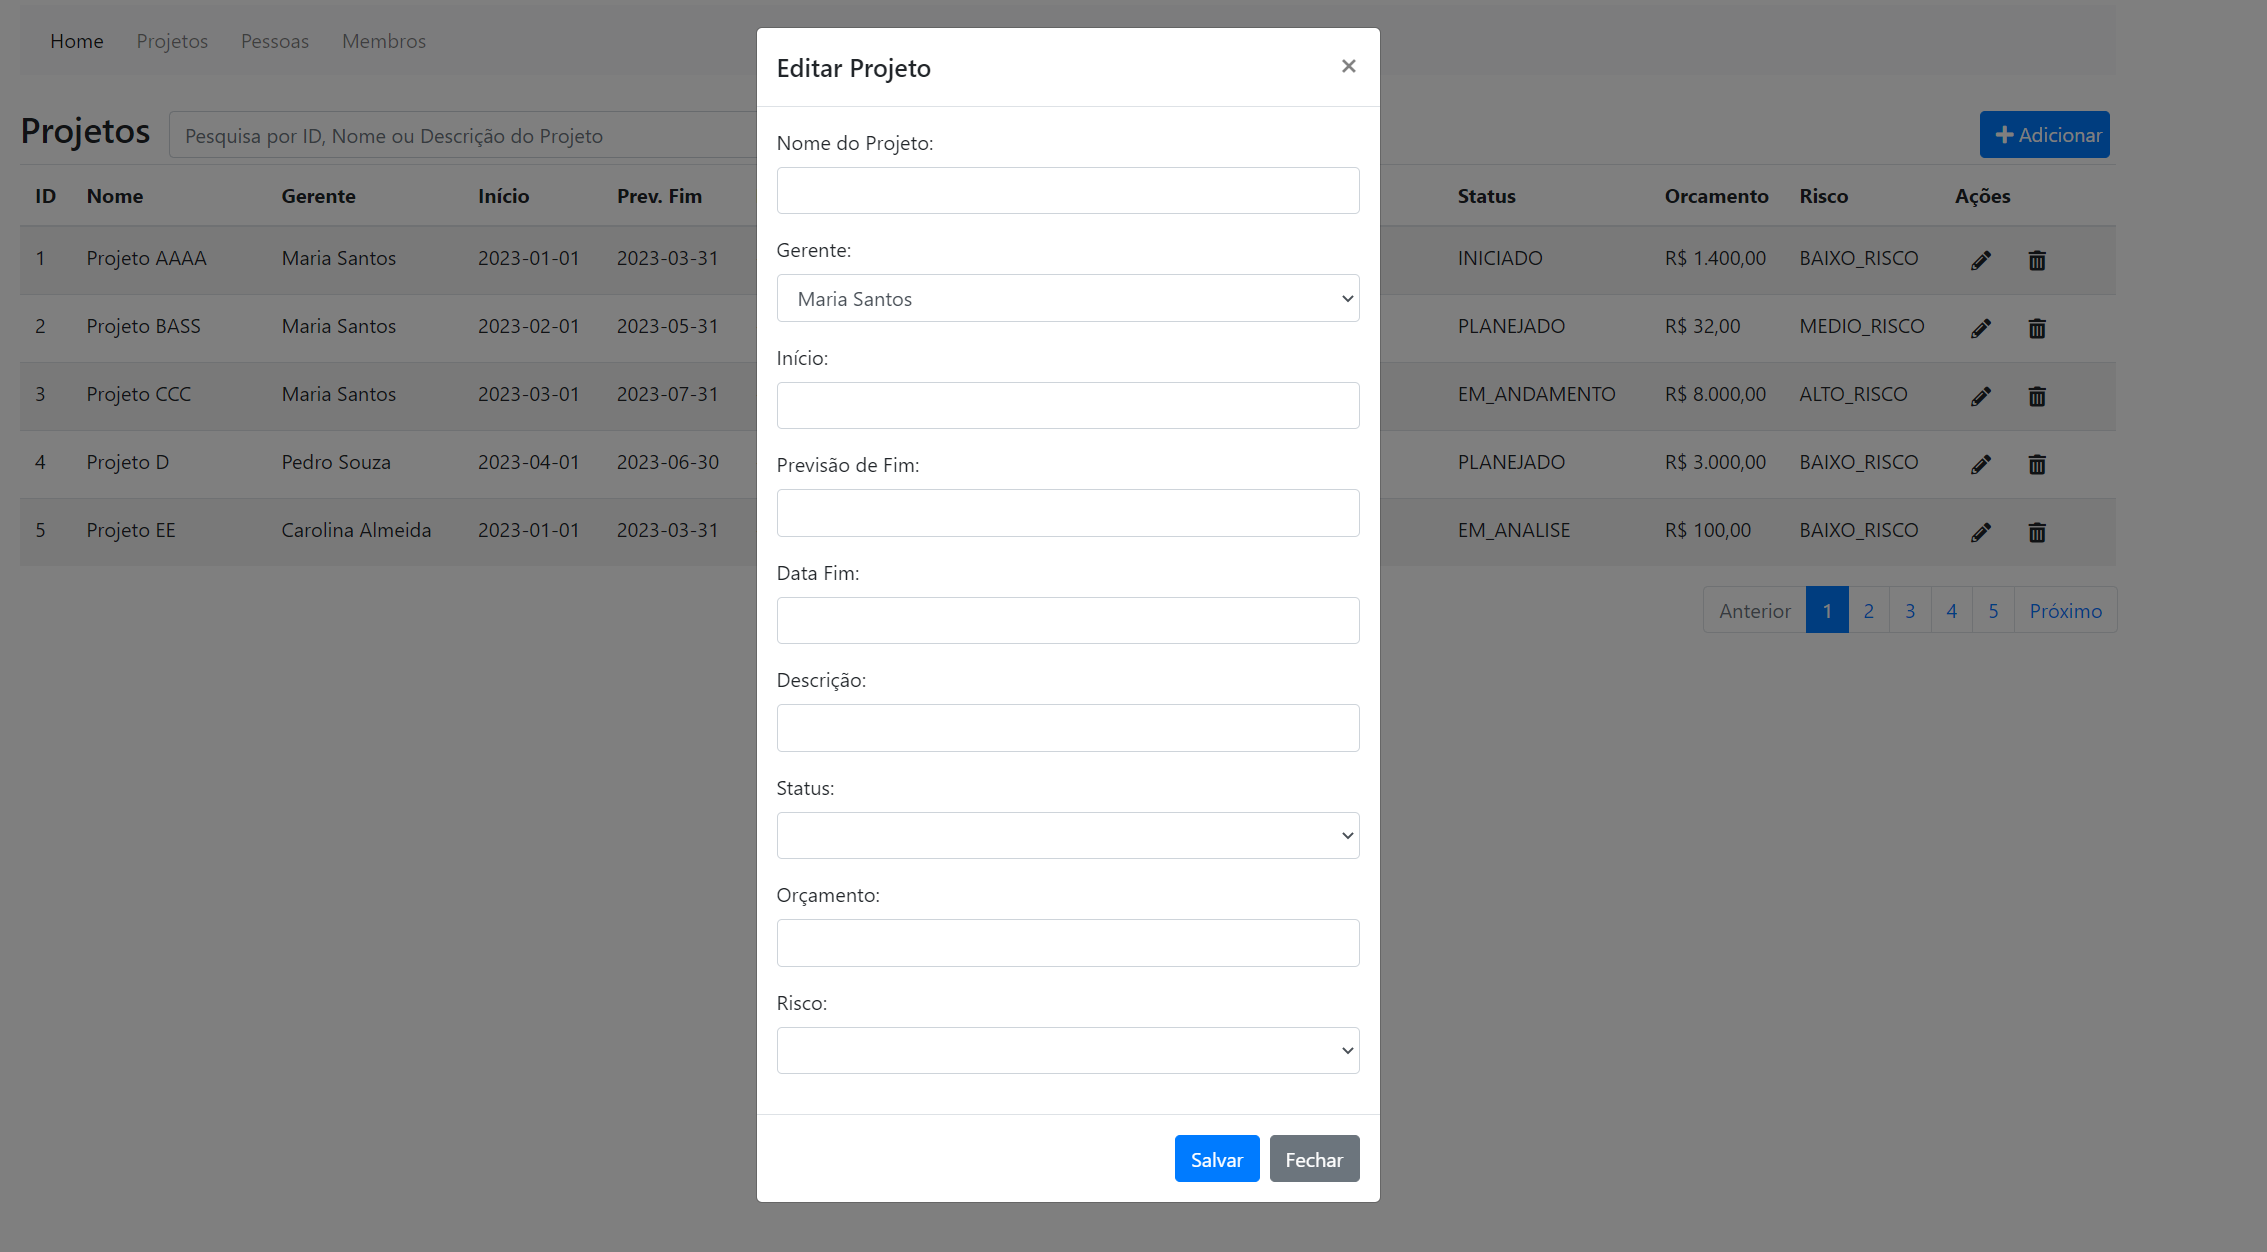 Home Projetos Pessoas Membros
Projetos Pesquisa por ID, Nome ou Descrição do Projeto + Adicionar
ID Nome Gerente Início Prev. Fim Status Orcamento Risco Ações
1 Projeto AAAA Maria Santos 2023-01-01 2023-03-31 INICIADO R$ 1.400,00 BAIXO_RISCO
2 Projeto BASS Maria Santos 2023-02-01 2023-05-31 PLANEJADO R$ 32,00 MEDIO_RISCO
3 Projeto CCC Maria Santos 2023-03-01 2023-07-31 EM_ANDAMENTO R$ 8.000,00 ALTO_RISCO
4 Projeto D Pedro Souza 2023-04-01 2023-06-30 PLANEJADO R$ 3.000,00 BAIXO_RISCO
5 Projeto EE Carolina Almeida 2023-01-01 2023-03-31 EM_ANALISE R$ 100,00 BAIXO_RISCO
Anterior 1 2 3 4 5 Próximo
Editar Projeto ×
Nome do Projeto:
Gerente:
Maria Santos
Início:
Previsão de Fim:
Data Fim:
Descrição:
Status:
Orçamento:
Risco:
Salvar Fechar